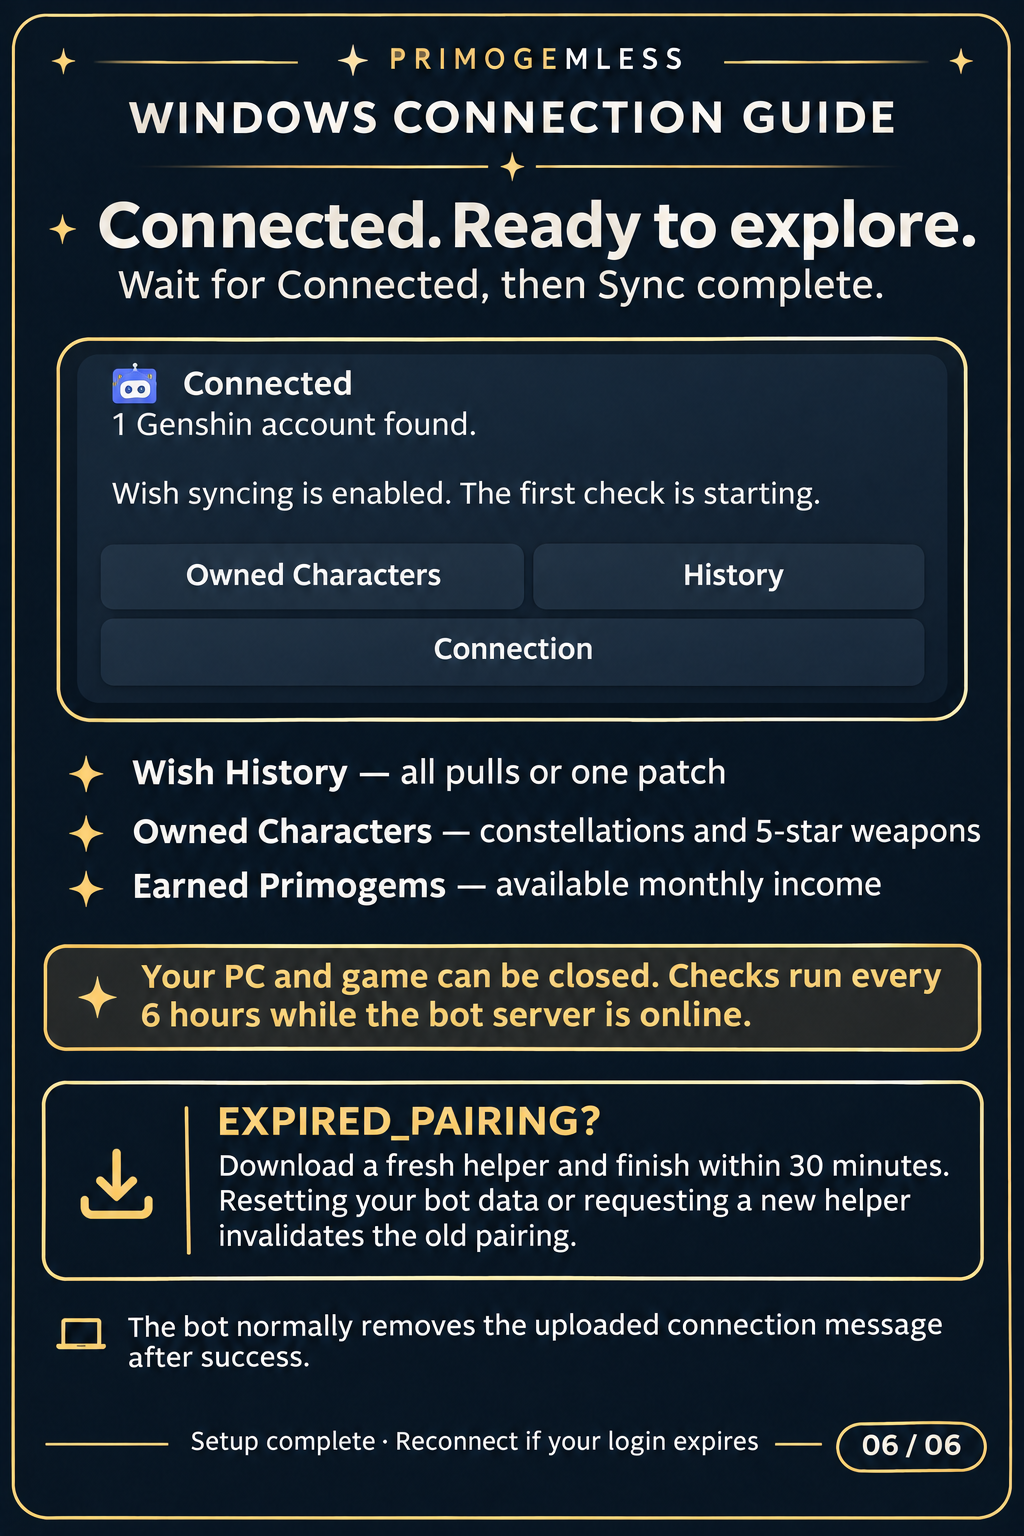 PRIMOGEMLESS
WINDOWS CONNECTION GUIDE
Connected. Ready to explore.
Wait for Connected, then Sync complete.
Connected
1 Genshin account found.
Wish syncing is enabled. The first check is starting.
Owned Characters
History
Connection
Wish History — all pulls or one patch
Owned Characters — constellations and 5-star weapons
Earned Primogems — available monthly income
Your PC and game can be closed. Checks run every
6 hours while the bot server is online.
EXPIRED_PAIRING?
Download a fresh helper and finish within 30 minutes.
Resetting your bot data or requesting a new helper
invalidates the old pairing.
The bot normally removes the uploaded connection message
after success.
Setup complete · Reconnect if your login expires
06 / 06